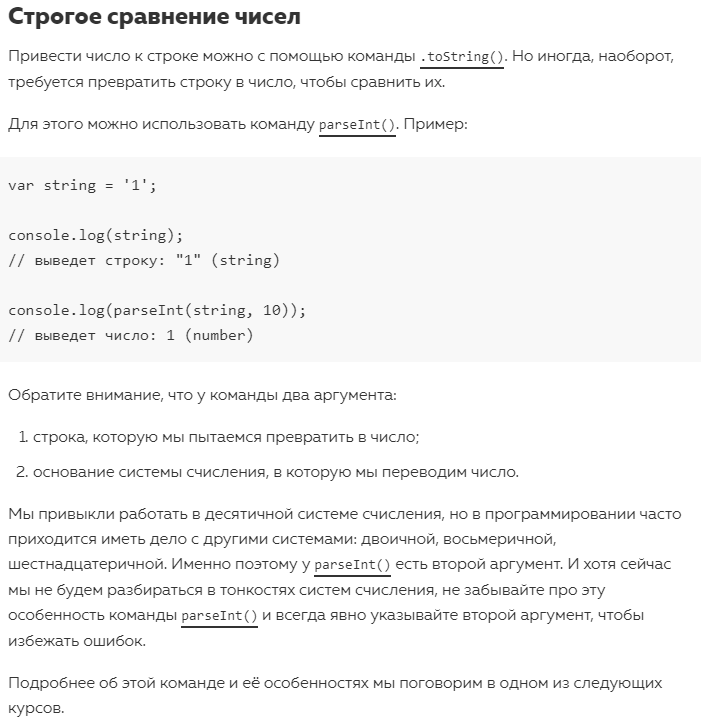 Строгое сравнение чисел
Привести число к строке можно с помощью команды .toString(). Но иногда, наоборот,
требуется превратить строку в число, чтобы сравнить их.
Для этого можно использовать команду parseInt(). Пример:
var string = '1';
console.log(string);
// выведет строку: "1" (string)
console.log(parseInt(string, 10));
// выведет число: 1 (number)
Обратите внимание, что у команды два аргумента:
1. строка, которую мы пытаемся превратить в число;
2. основание системы счисления, в которую мы переводим число.
Мы привыкли работать в десятичной системе счисления, но в программировании часто
приходится иметь дело с другими системами: двоичной, восьмеричной,
шестнадцатеричной. Именно поэтому у parseInt() есть второй аргумент. И хотя сейчас
мы не будем разбираться в тонкостях систем счисления, не забывайте про эту
особенность команды parseInt() и всегда явно указывайте второй аргумент, чтобы
избежать ошибок.
Подробнее об этой команде и её особенностях мы поговорим в одном из следующих
курсов.